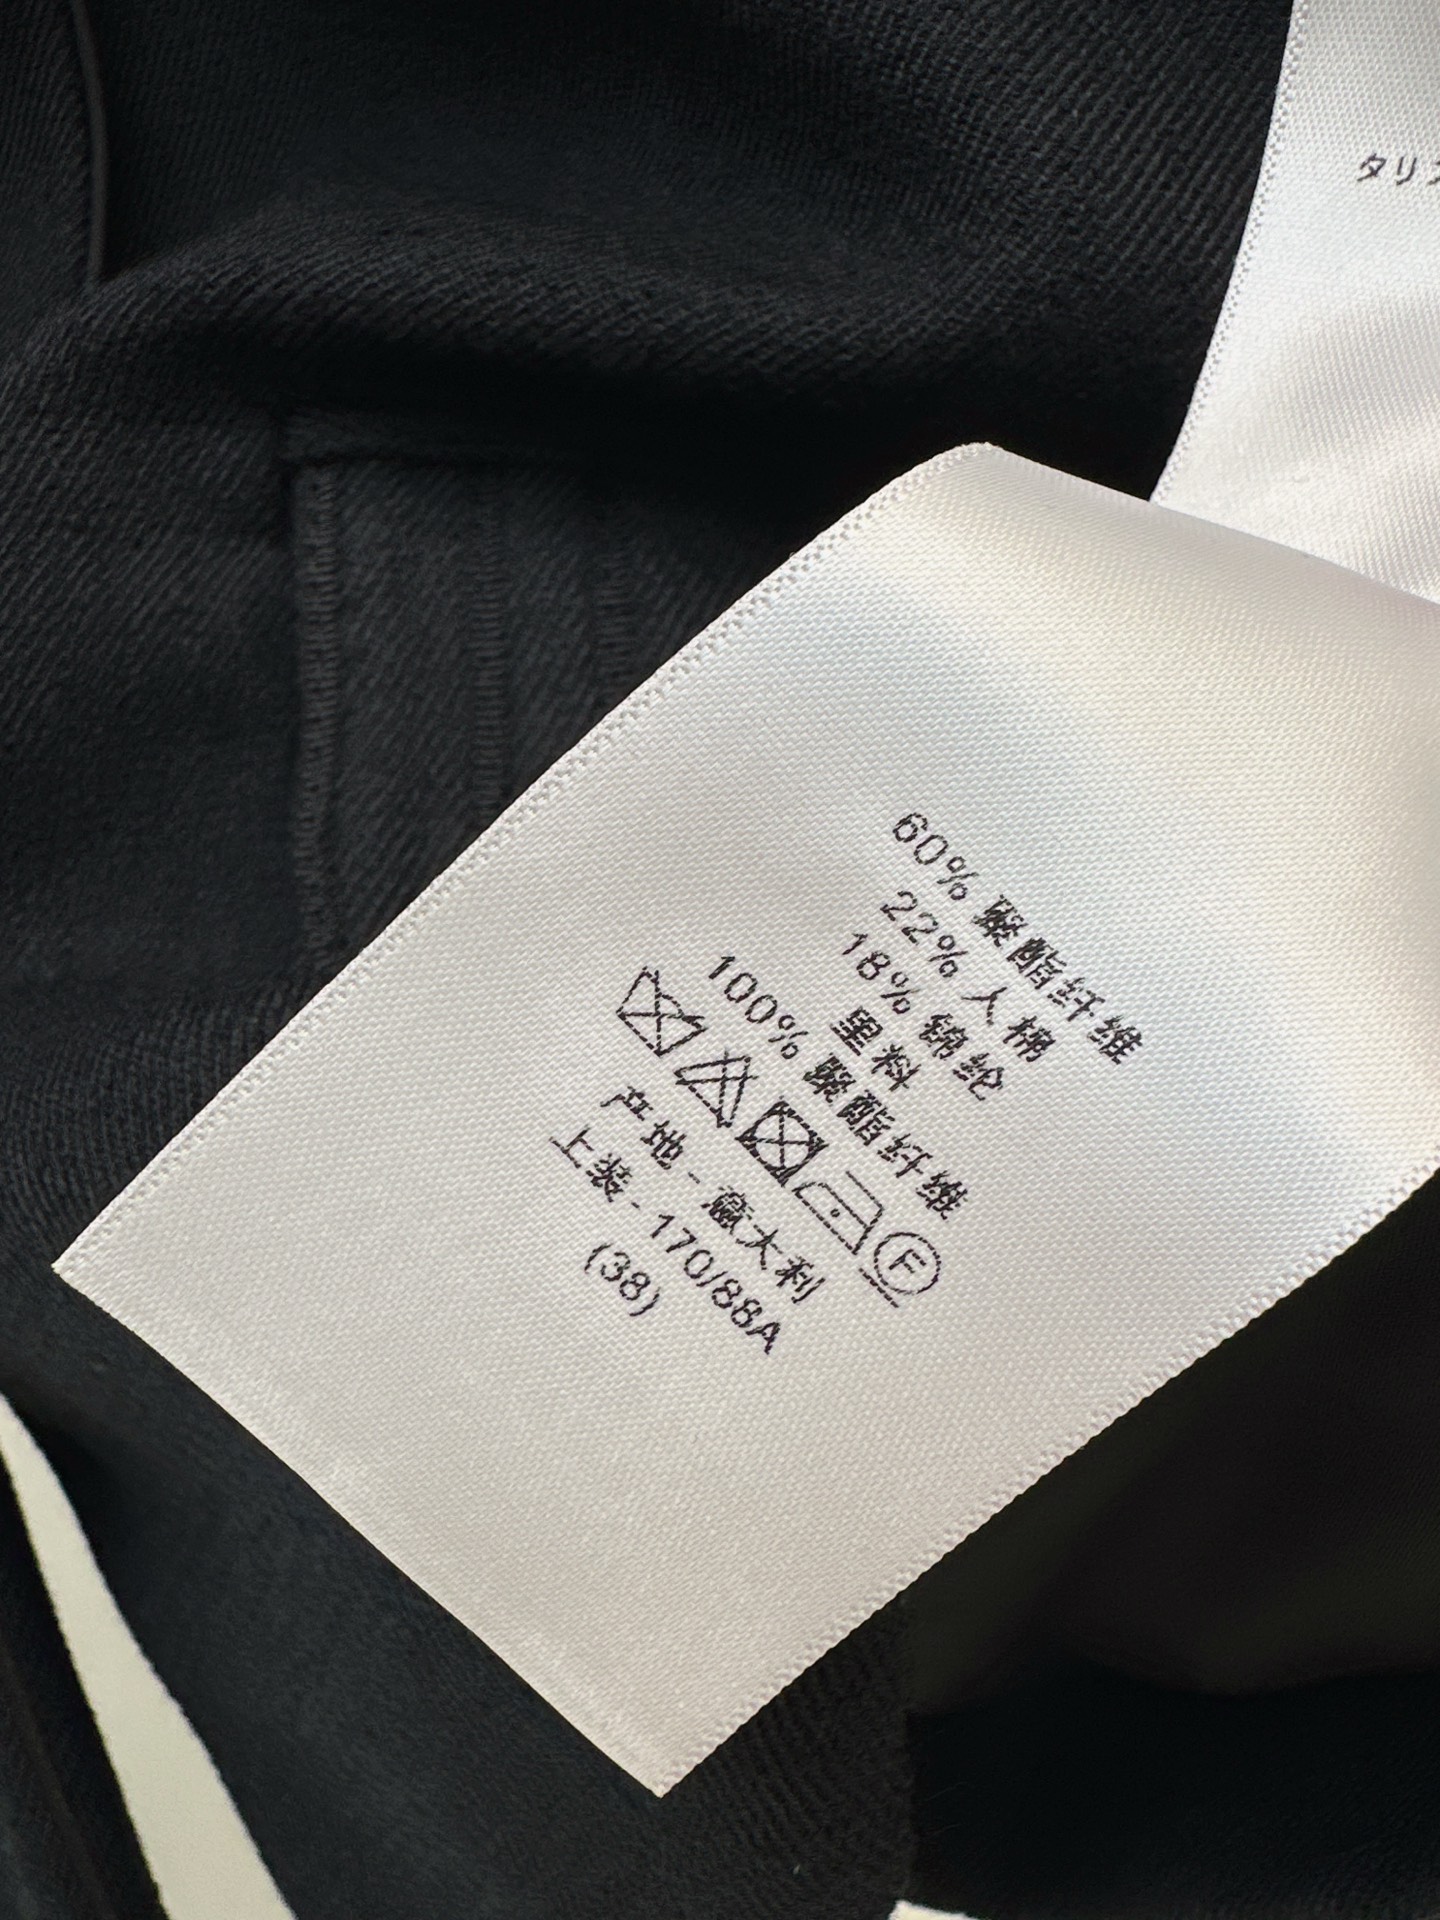 タリ
60% 聚酯纤维
22% 人棉
18% 锦纶
里料
100% 聚酯纤维
F
产地 - 意大利
上装 - 170/88A
(38)